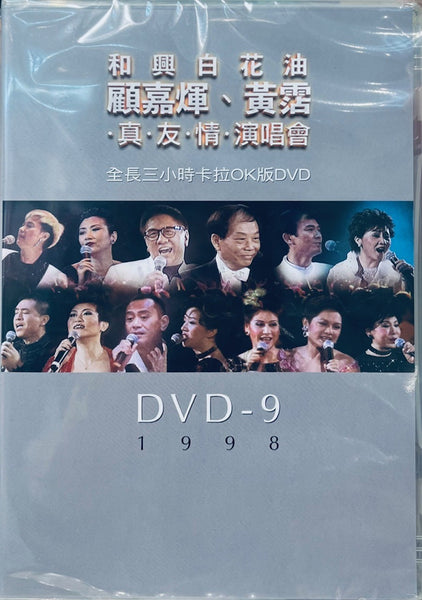 和興白花油
顧嘉煇、黃霑
·真·友·情·演唱會
全長三小時卡拉OK版DVD
DVD-9
1998